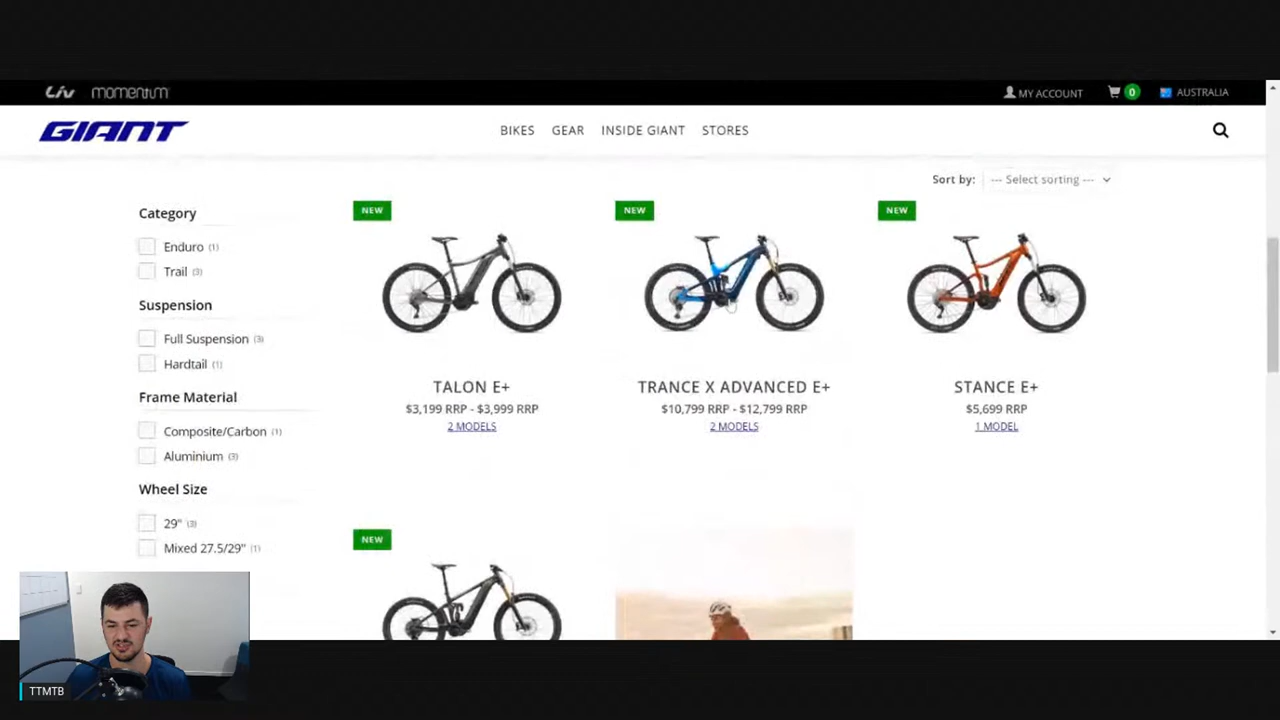 Liv momentum MY ACCOUNT 0 AUSTRALIA
GIANT BIKES GEAR INSIDE GIANT STORES
Sort by: --- Select sorting ---
Category
Enduro (1)
Trail (3)
Suspension
Full Suspension (3)
Hardtail (1)
Frame Material
Composite/Carbon (1)
Aluminium (3)
Wheel Size
29" (3)
Mixed 27.5/29" (1)
NEW
TALON E+
$3,199 RRP - $3,999 RRP
2 MODELS
NEW
TRANCE X ADVANCED E+
$10,799 RRP - $12,799 RRP
2 MODELS
NEW
STANCE E+
$5,699 RRP
1 MODEL
NEW
TTMTB